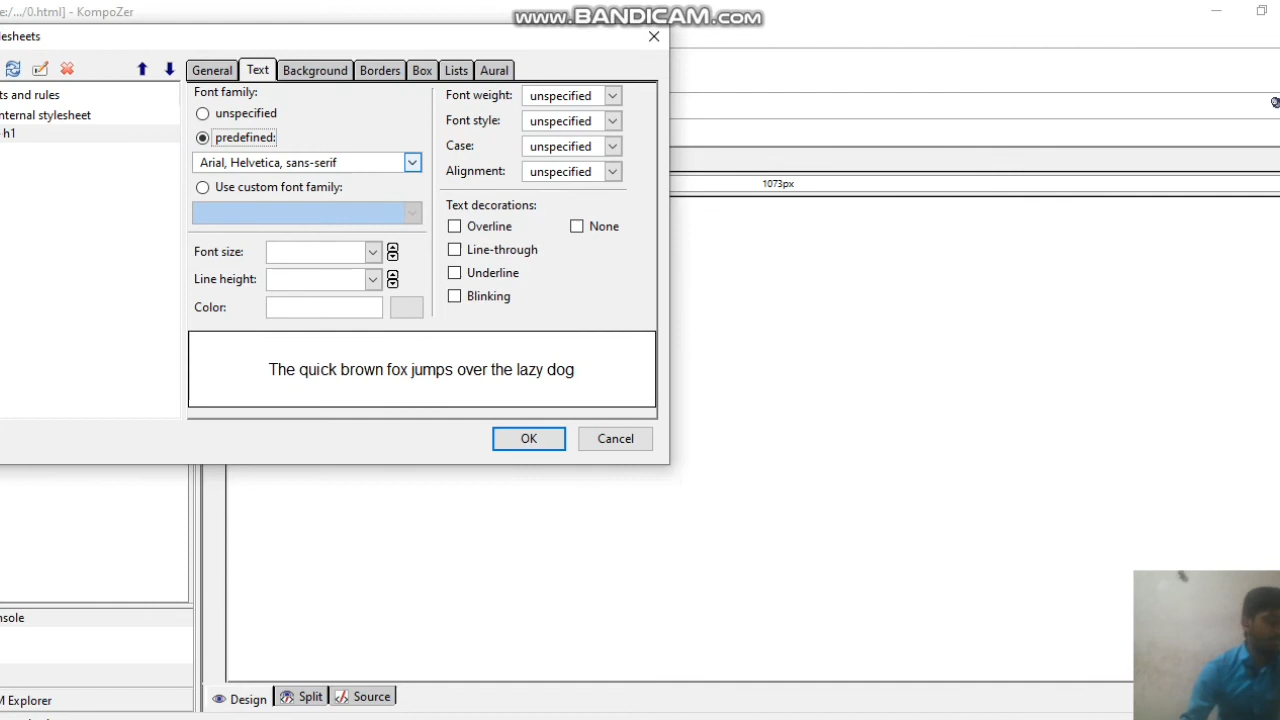 :/.../0.html] - KompoZer
www.BANDICAM.com
lesheets
General
Text
Background
Borders
Box
Lists
Aural
ts and rules
nternal stylesheet
h1
Font family:
unspecified
predefined:
Arial, Helvetica, sans-serif
Use custom font family:
Font size:
Line height:
Color:
Font weight: unspecified
Font style: unspecified
Case: unspecified
Alignment: unspecified
Text decorations:
Overline
None
Line-through
Underline
Blinking
The quick brown fox jumps over the lazy dog
OK
Cancel
1073px
nsole
M Explorer
Design
Split
Source